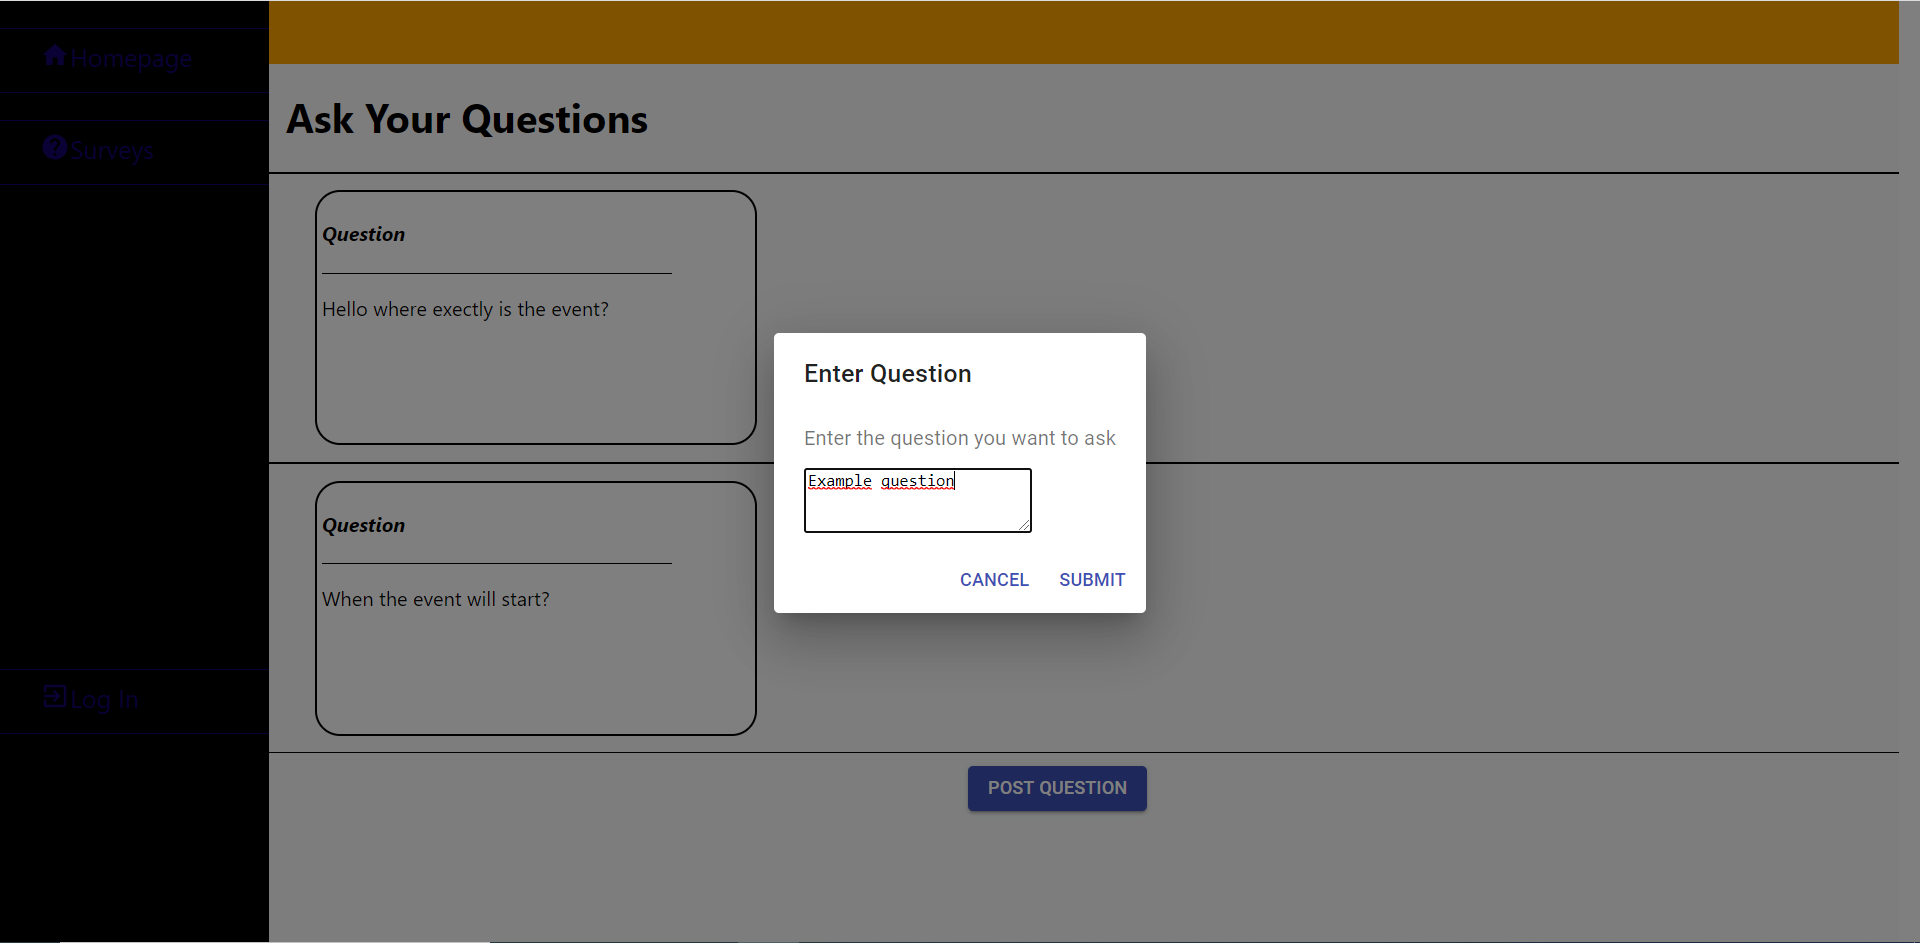 Homepage
Surveys
Log In
Ask Your Questions
Question
Hello where exectly is the event?
Question
When the event will start?
POST QUESTION
Enter Question
Enter the question you want to ask
Example question
CANCEL SUBMIT